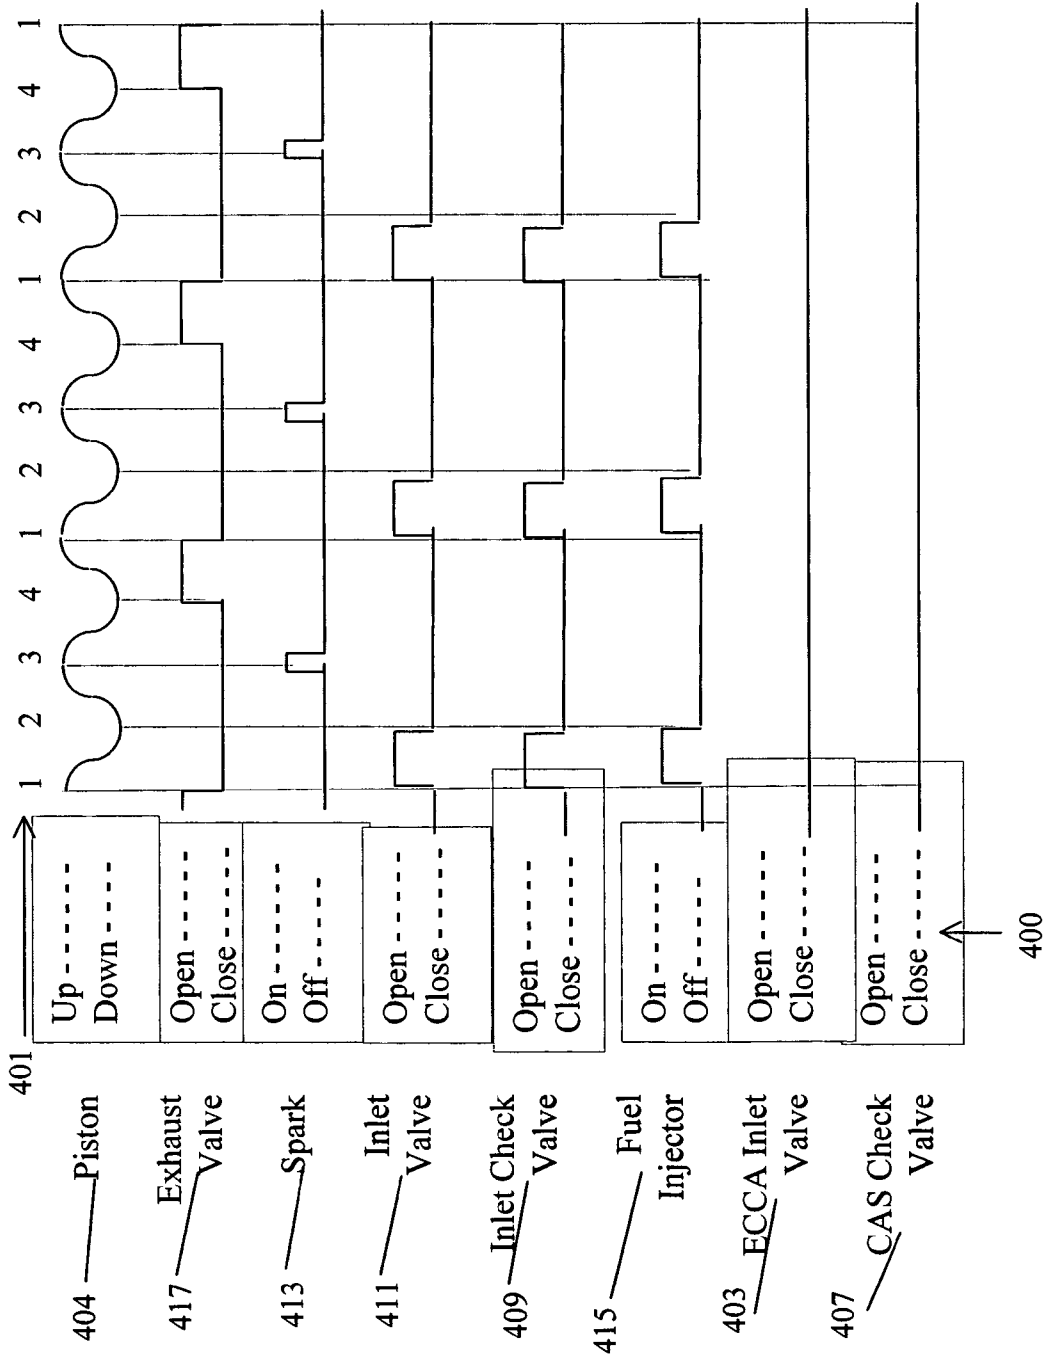 1 2 3 4 1 2 3 4 1 2 3 4 1
401
404 Piston
Up -------
Down -----
417 Exhaust
Valve
Open ------
Close ------
413 Spark
On -------
Off ------
411 Inlet
Valve
Open ------
Close ------
409 Inlet Check
Valve
Open ------
Close ------
415 Fuel
Injector
On -------
Off ------
403 ECCA Inlet
Valve
Open ------
Close ------
407 CAS Check
Valve
Open ------
Close ------
400